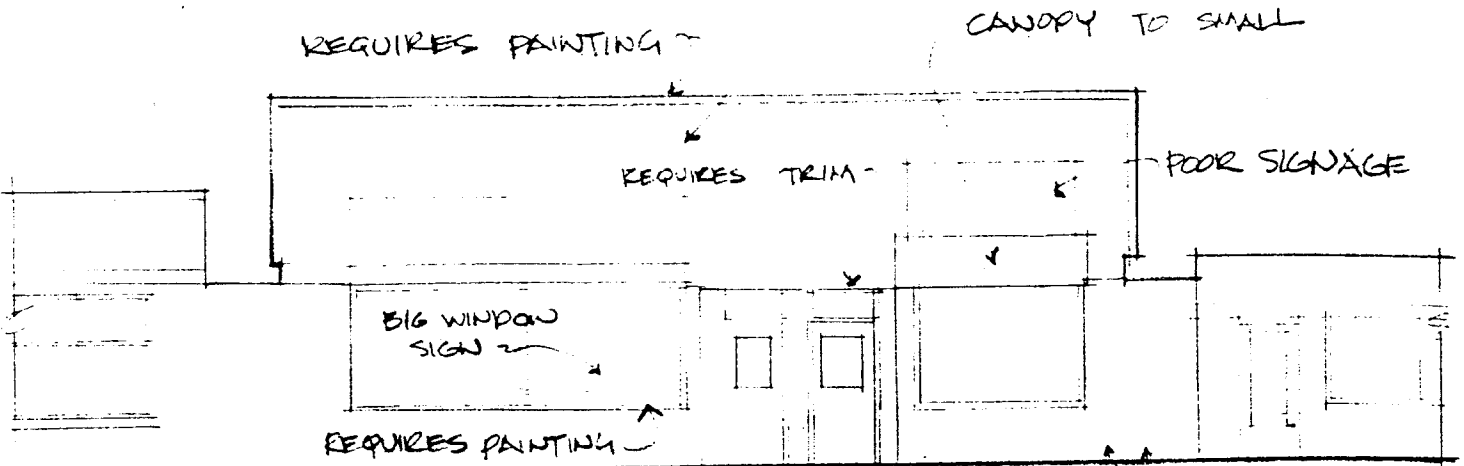 CANOPY TO SMALL
REQUIRES PAINTING
REQUIRES TRIM
POOR SIGNAGE
BIG WINDOW
SIGN
REQUIRES PAINTING